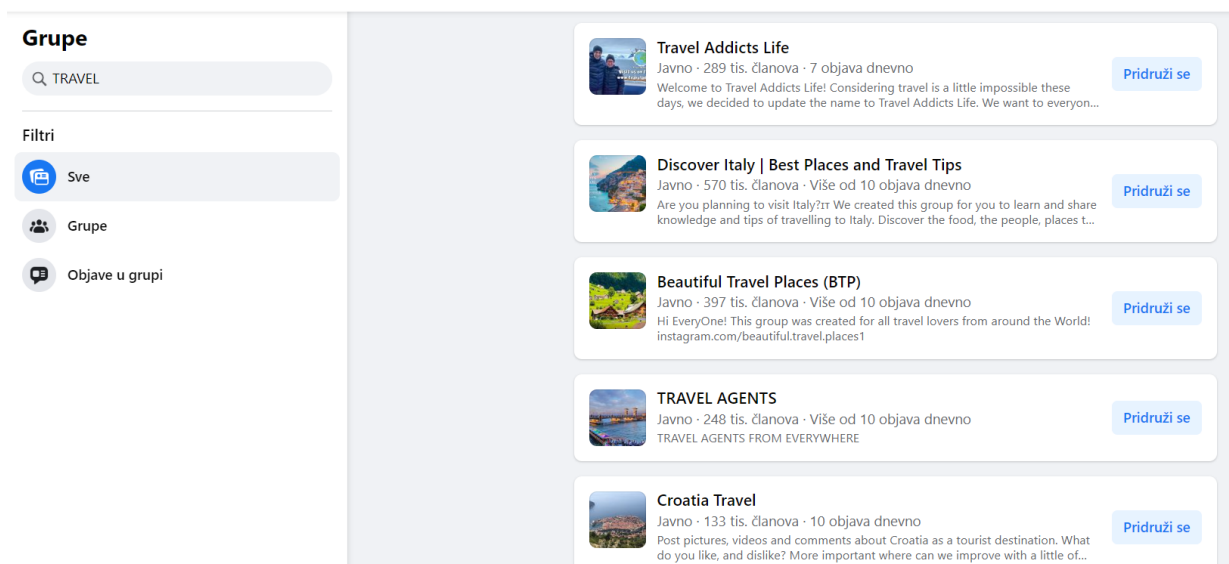 Grupe
TRAVEL
Filtri
Sve
Grupe
Objave u grupi
Travel Addicts Life
Javno · 289 tis. članova · 7 objava dnevno
Welcome to Travel Addicts Life! Considering travel is a little impossible these
days, we decided to update the name to Travel Addicts Life. We want to everyon...
Pridruži se
Discover Italy | Best Places and Travel Tips
Javno · 570 tis. članova · Više od 10 objava dnevno
Are you planning to visit Italy?ιτ We created this group for you to learn and share
knowledge and tips of travelling to Italy. Discover the food, the people, places t...
Pridruži se
Beautiful Travel Places (BTP)
Javno · 397 tis. članova · Više od 10 objava dnevno
Hi EveryOne! This group was created for all travel lovers from around the World!
instagram.com/beautiful.travel.places1
Pridruži se
TRAVEL AGENTS
Javno · 248 tis. članova · Više od 10 objava dnevno
TRAVEL AGENTS FROM EVERYWHERE
Pridruži se
Croatia Travel
Javno · 133 tis. članova · 10 objava dnevno
Post pictures, videos and comments about Croatia as a tourist destination. What
do you like, and dislike? More important where can we improve with a little of...
Pridruži se